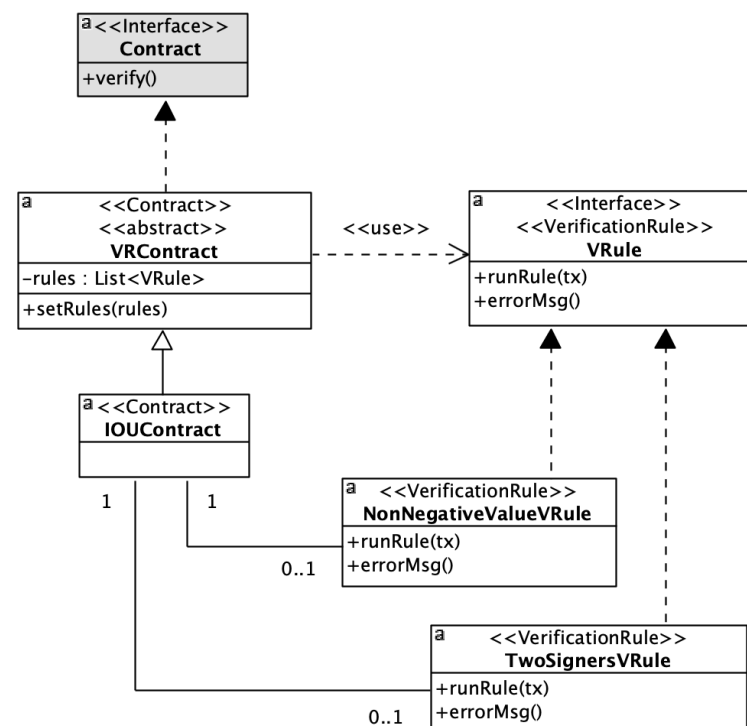 a <<Interface>>
Contract
+verify()
a <<Contract>>
<<abstract>>
VRContract
-rules : List<VRule>
+setRules(rules)
<<use>>
a <<Interface>>
<<VerificationRule>>
VRule
+runRule(tx)
+errorMsg()
a <<Contract>>
IOUContract
1
1
a <<VerificationRule>>
NonNegativeValueVRule
+runRule(tx)
+errorMsg()
0..1
a <<VerificationRule>>
TwoSignersVRule
+runRule(tx)
+errorMsg()
0..1